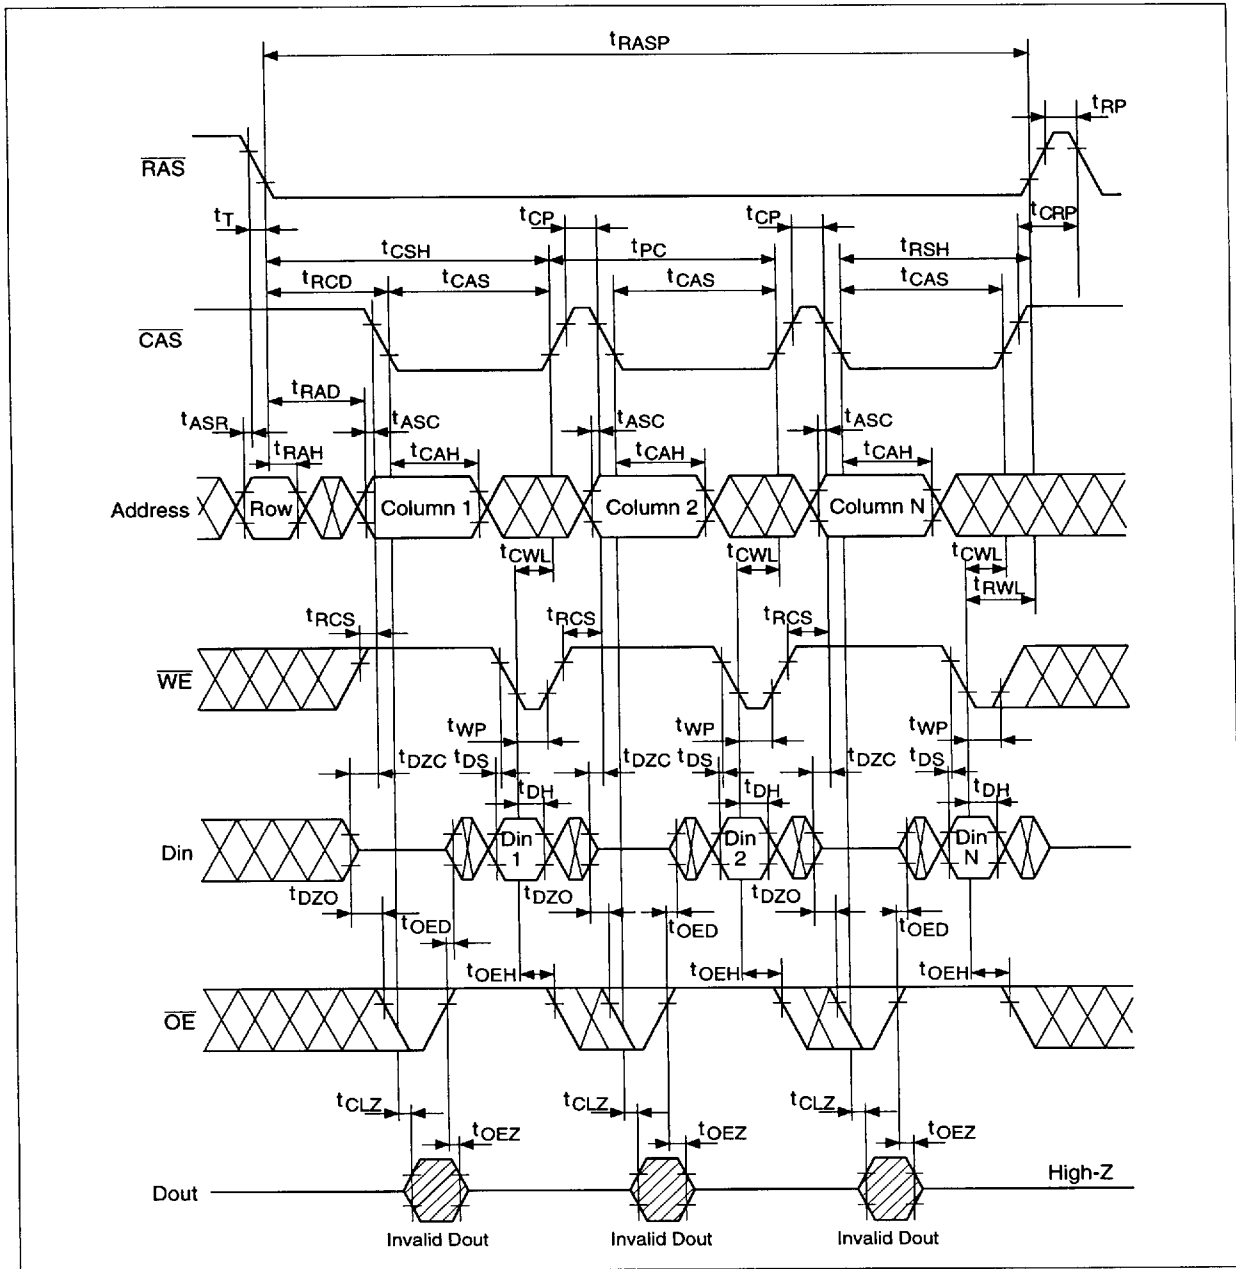 tRASP
tRP
RAS
tT
tCP
tCP
tCRP
tCSH
tPC
tRSH
tRCD
tCAS
tCAS
tCAS
CAS
tRAD
tASR
tASC
tASC
tASC
tRAH
tCAH
tCAH
tCAH
Address
Row
Column 1
Column 2
Column N
tCWL
tCWL
tCWL
tRWL
tRCS
tRCS
tRCS
WE
tWP
tWP
tWP
tDZC
tDS
tDZC
tDS
tDZC
tDS
tDH
tDH
tDH
Din
Din 1
Din 2
Din N
tDZO
tDZO
tDZO
tOED
tOED
tOED
tOEH
tOEH
tOEH
OE
tCLZ
tCLZ
tCLZ
tOEZ
tOEZ
tOEZ
Dout
High-Z
Invalid Dout
Invalid Dout
Invalid Dout